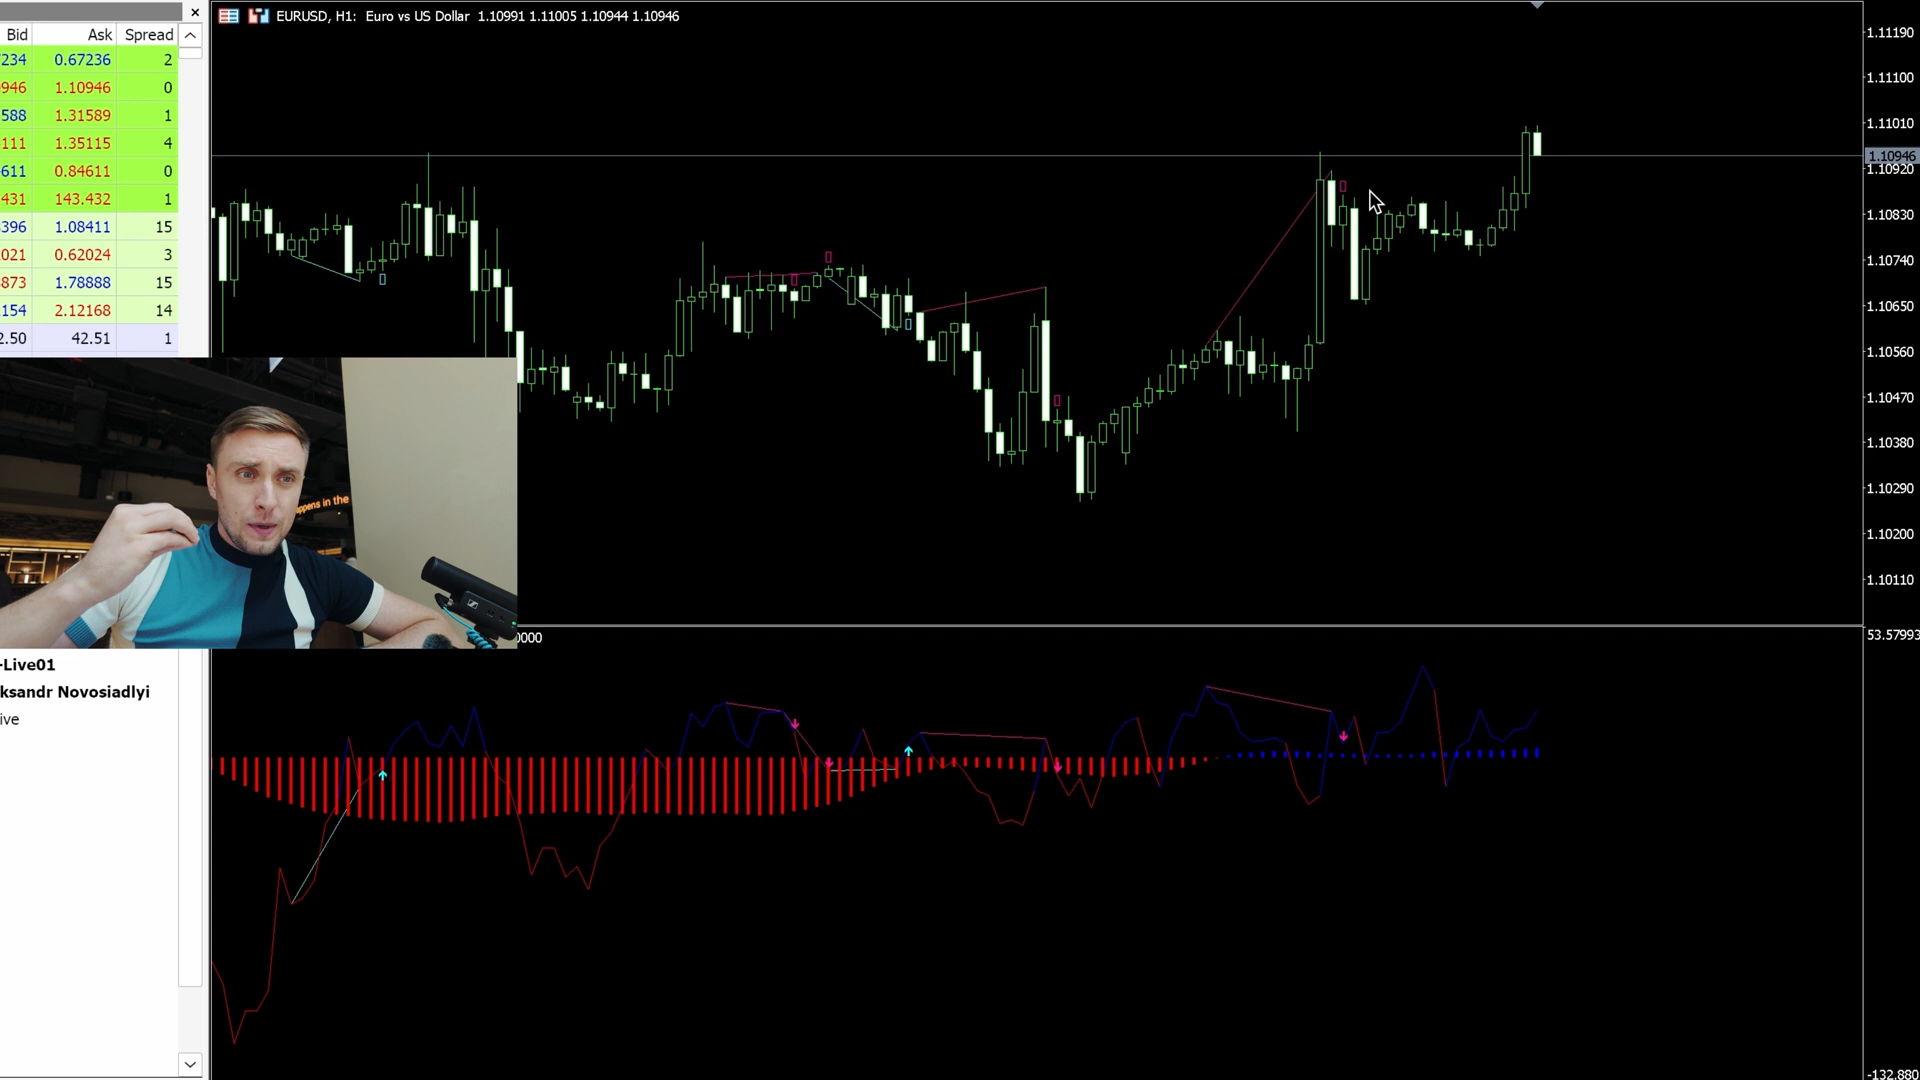 Bid Ask Spread
234 0.67236 2
946 1.10946 0
588 1.31589 1
111 1.35115 4
611 0.84611 0
431 143.432 1
396 1.08411 15
021 0.62024 3
873 1.78888 15
154 2.12168 14
2.50 42.51 1
EURUSD, H1: Euro vs US Dollar 1.10991 1.11005 1.10944 1.10946
1.11190
1.11100
1.11010
1.10946
1.10920
1.10830
1.10740
1.10650
1.10560
1.10470
1.10380
1.10290
1.10200
1.10110
ppens in the
0000
53.57993
-132.880
-Live01
ksandr Novosiadlyi
ive